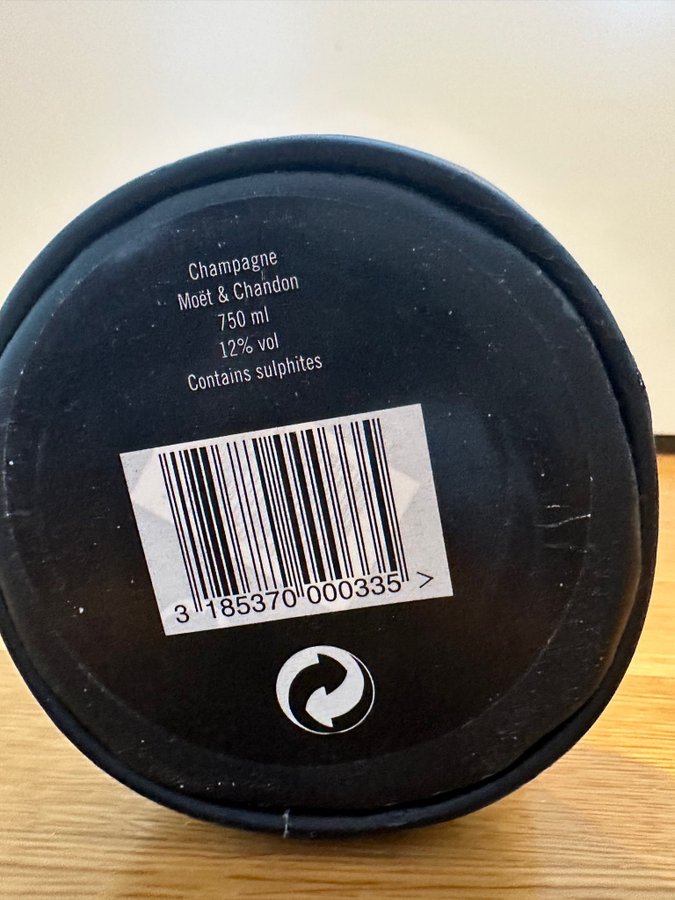 Champagne
Moët & Chandon
750 ml
12% vol
Contains sulphites
3 185370 000335 >